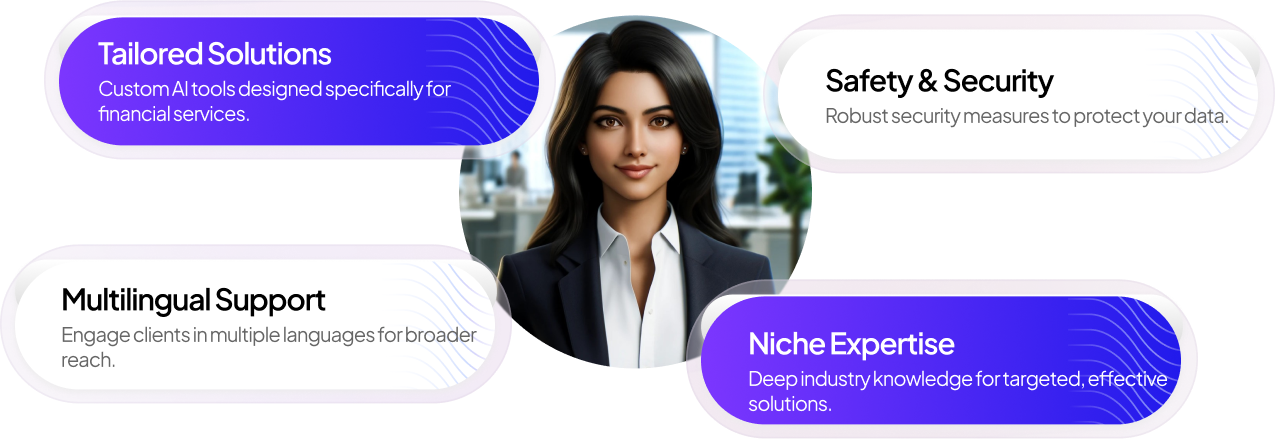 Tailored Solutions
Custom AI tools designed specifically for
financial services.
Safety & Security
Robust security measures to protect your data.
Multilingual Support
Engage clients in multiple languages for broader
reach.
Niche Expertise
Deep industry knowledge for targeted, effective
solutions.